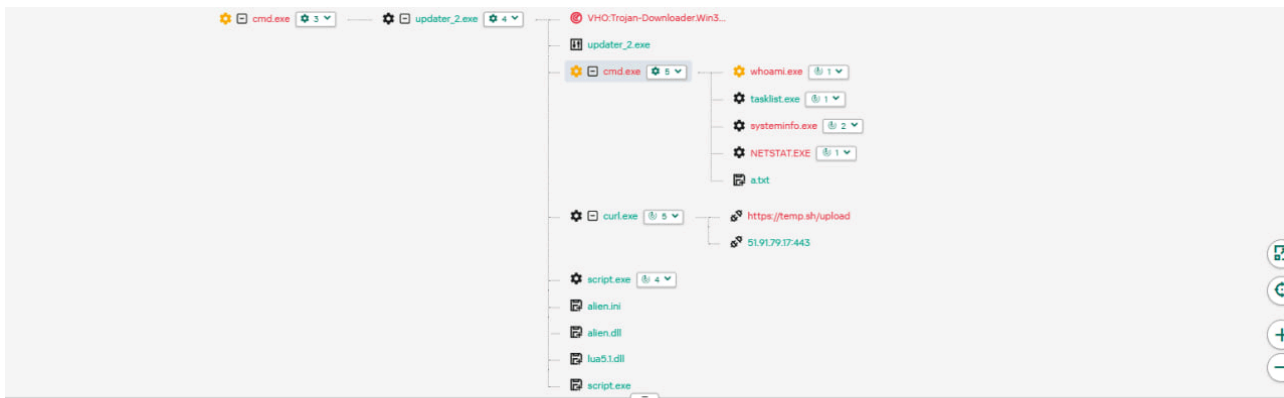 cmd.exe 3 updater_2.exe 4 VHO:Trojan-Downloader.Win3...
updater_2.exe
cmd.exe 5 whoami.exe 1
tasklist.exe 1
systeminfo.exe 2
NETSTAT.EXE 1
a.txt
curl.exe 5 https://temp.sh/upload
51.91.79.17:443
script.exe 4
alien.ini
alien.dll
lua5.1.dll
script.exe